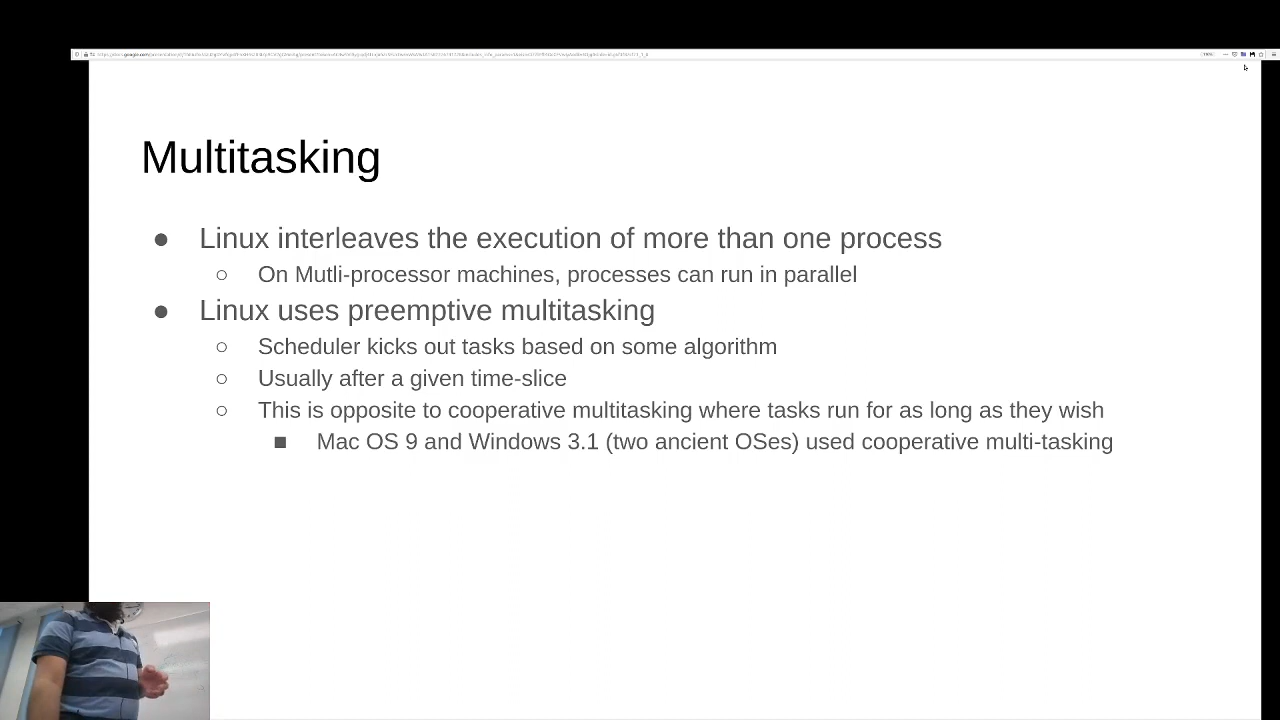 Multitasking
● Linux interleaves the execution of more than one process
○ On Mutli-processor machines, processes can run in parallel
● Linux uses preemptive multitasking
○ Scheduler kicks out tasks based on some algorithm
○ Usually after a given time-slice
○ This is opposite to cooperative multitasking where tasks run for as long as they wish
■ Mac OS 9 and Windows 3.1 (two ancient OSes) used cooperative multi-tasking